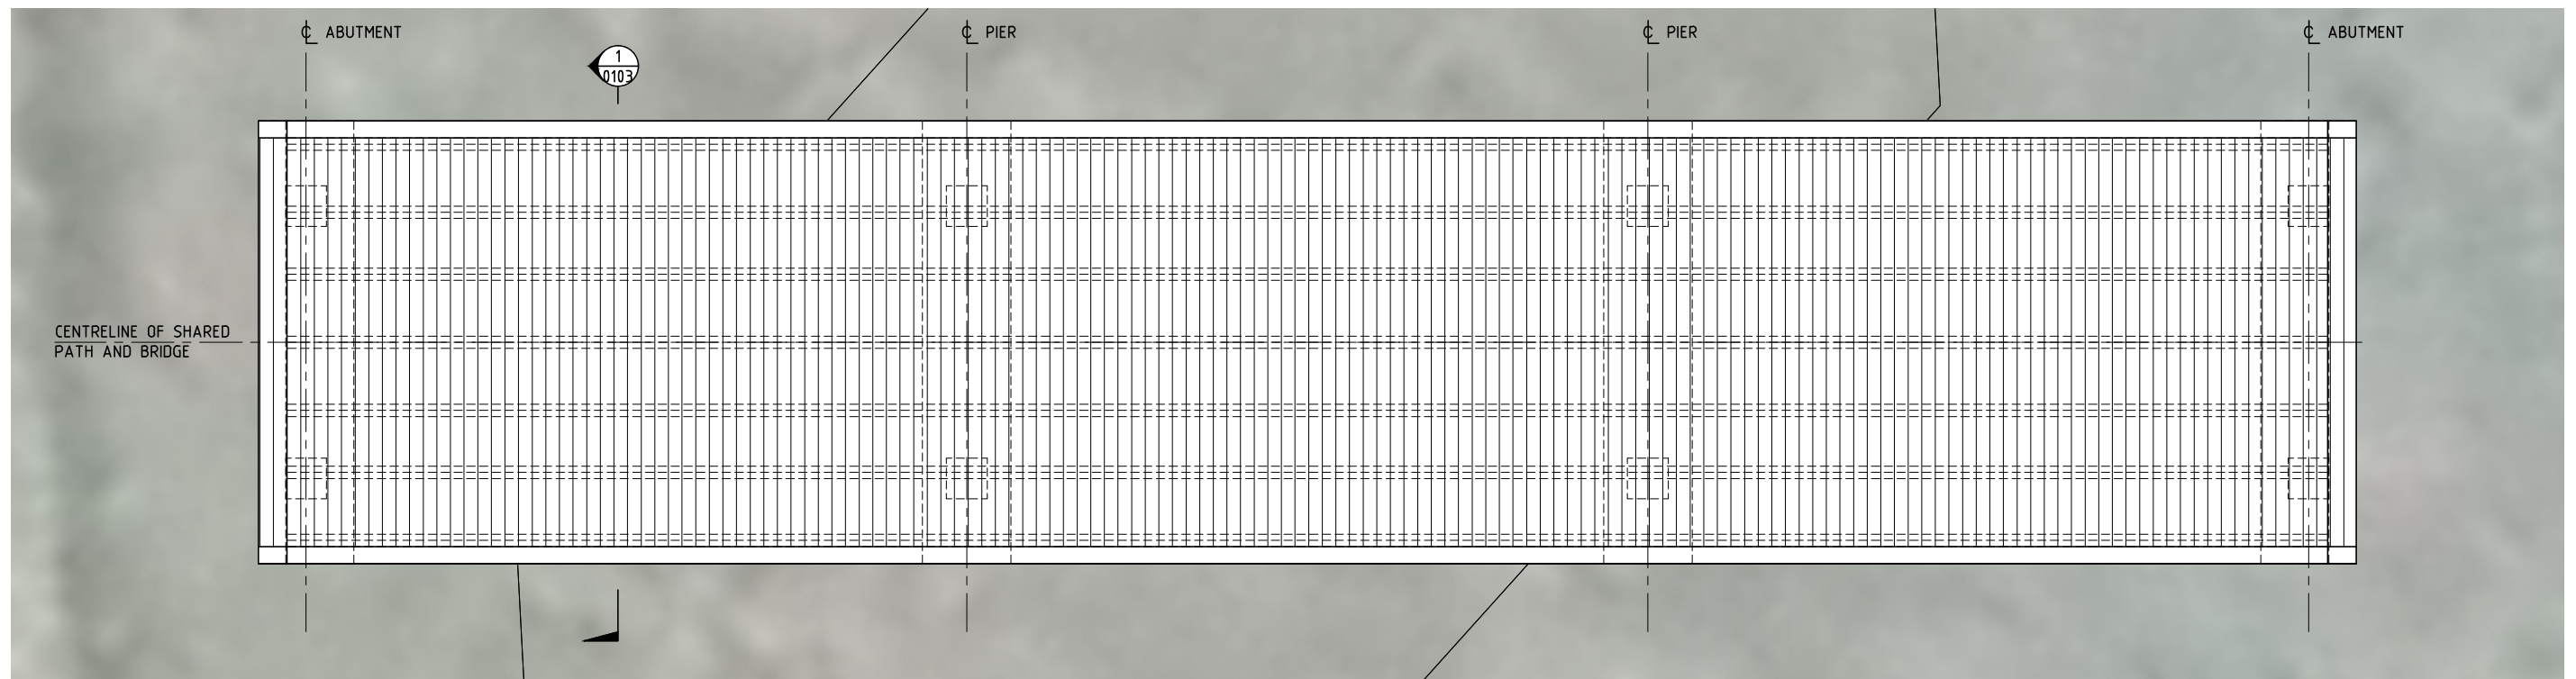 ℄ ABUTMENT
℄ PIER
℄ PIER
℄ ABUTMENT
1
0103
CENTRELINE OF SHARED
PATH AND BRIDGE